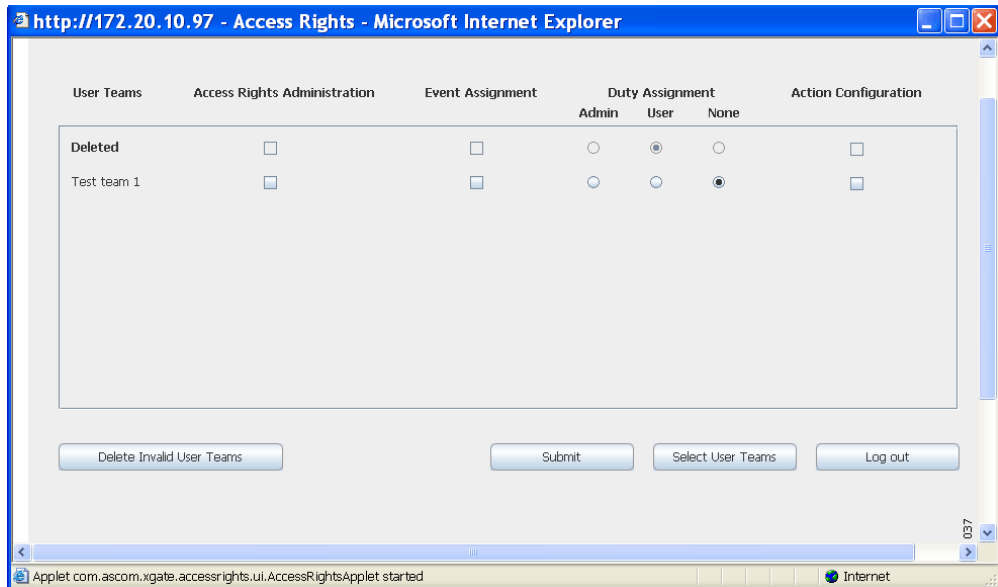 http://172.20.10.97 - Access Rights - Microsoft Internet Explorer
User Teams Access Rights Administration Event Assignment Duty Assignment Action Configuration
Admin User None
Deleted
Test team 1
Delete Invalid User Teams Submit Select User Teams Log out
037
Applet com.ascom.xgate.accessrights.ui.AccessRightsApplet started Internet